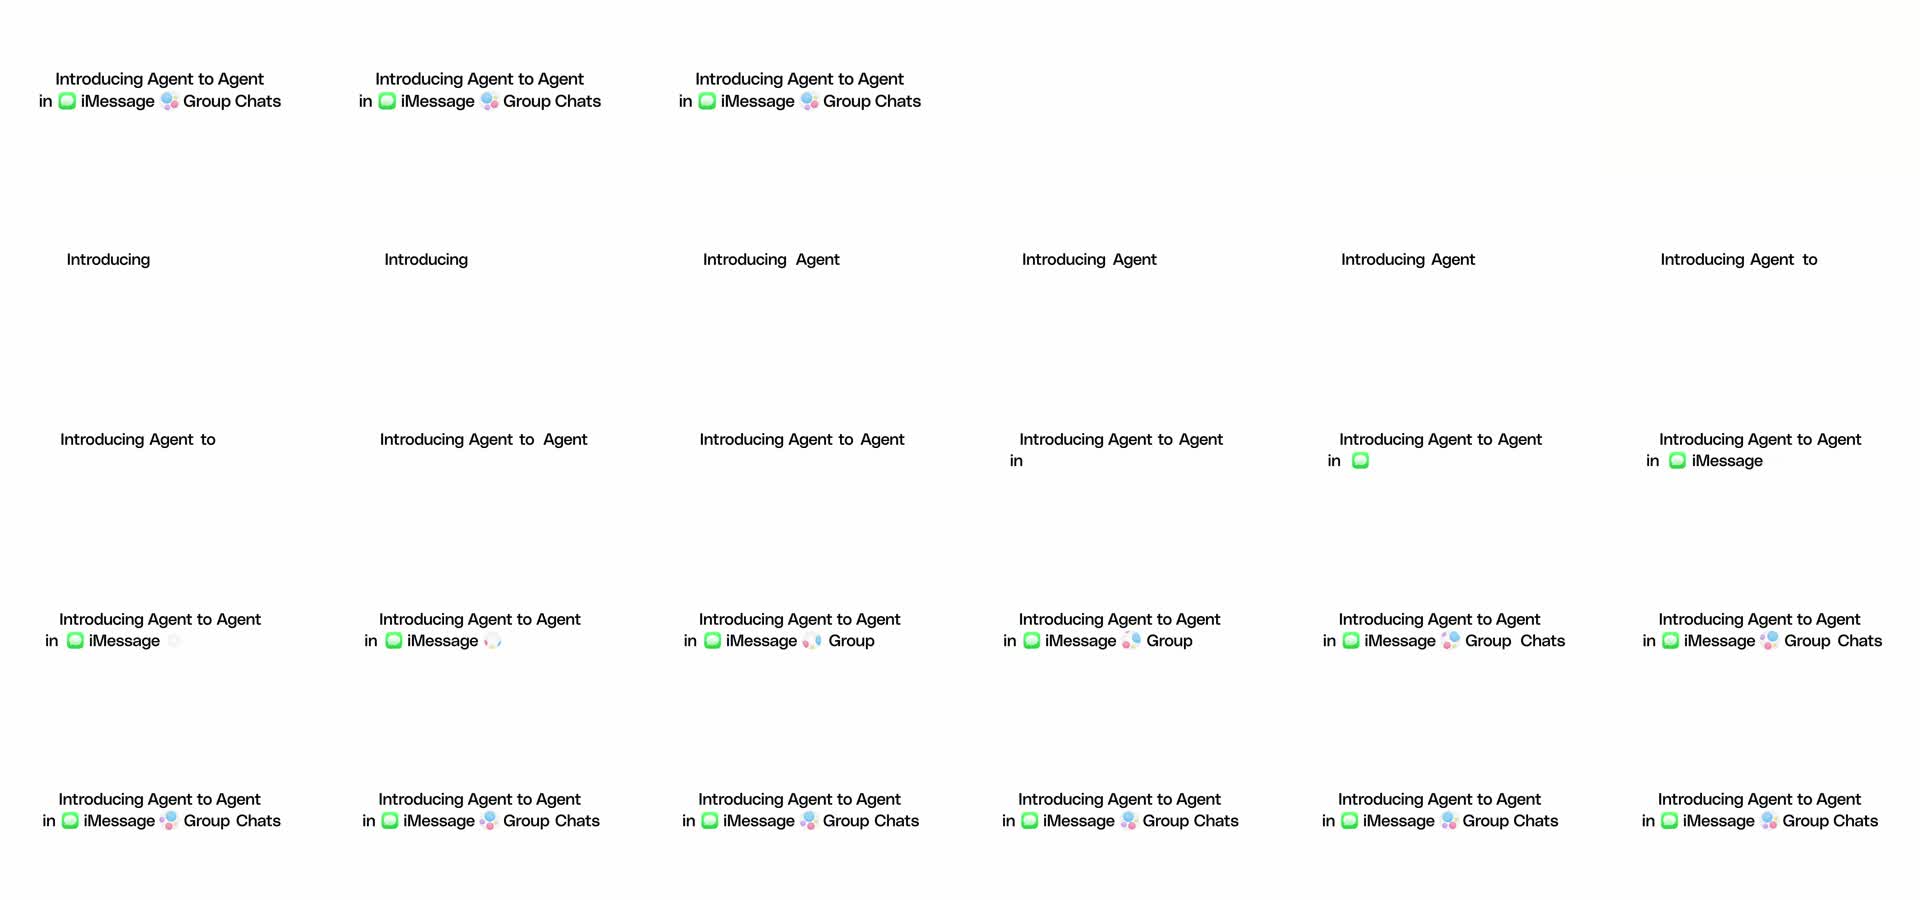 Introducing Agent to Agent
in iMessage Group Chats
Introducing Agent to Agent
in iMessage Group Chats
Introducing Agent to Agent
in iMessage Group Chats
Introducing
Introducing
Introducing Agent
Introducing Agent
Introducing Agent
Introducing Agent to
Introducing Agent to
Introducing Agent to Agent
Introducing Agent to Agent
Introducing Agent to Agent
in
Introducing Agent to Agent
in
Introducing Agent to Agent
in iMessage
Introducing Agent to Agent
in iMessage
Introducing Agent to Agent
in iMessage
Introducing Agent to Agent
in iMessage Group
Introducing Agent to Agent
in iMessage Group
Introducing Agent to Agent
in iMessage Group Chats
Introducing Agent to Agent
in iMessage Group Chats
Introducing Agent to Agent
in iMessage Group Chats
Introducing Agent to Agent
in iMessage Group Chats
Introducing Agent to Agent
in iMessage Group Chats
Introducing Agent to Agent
in iMessage Group Chats
Introducing Agent to Agent
in iMessage Group Chats
Introducing Agent to Agent
in iMessage Group Chats